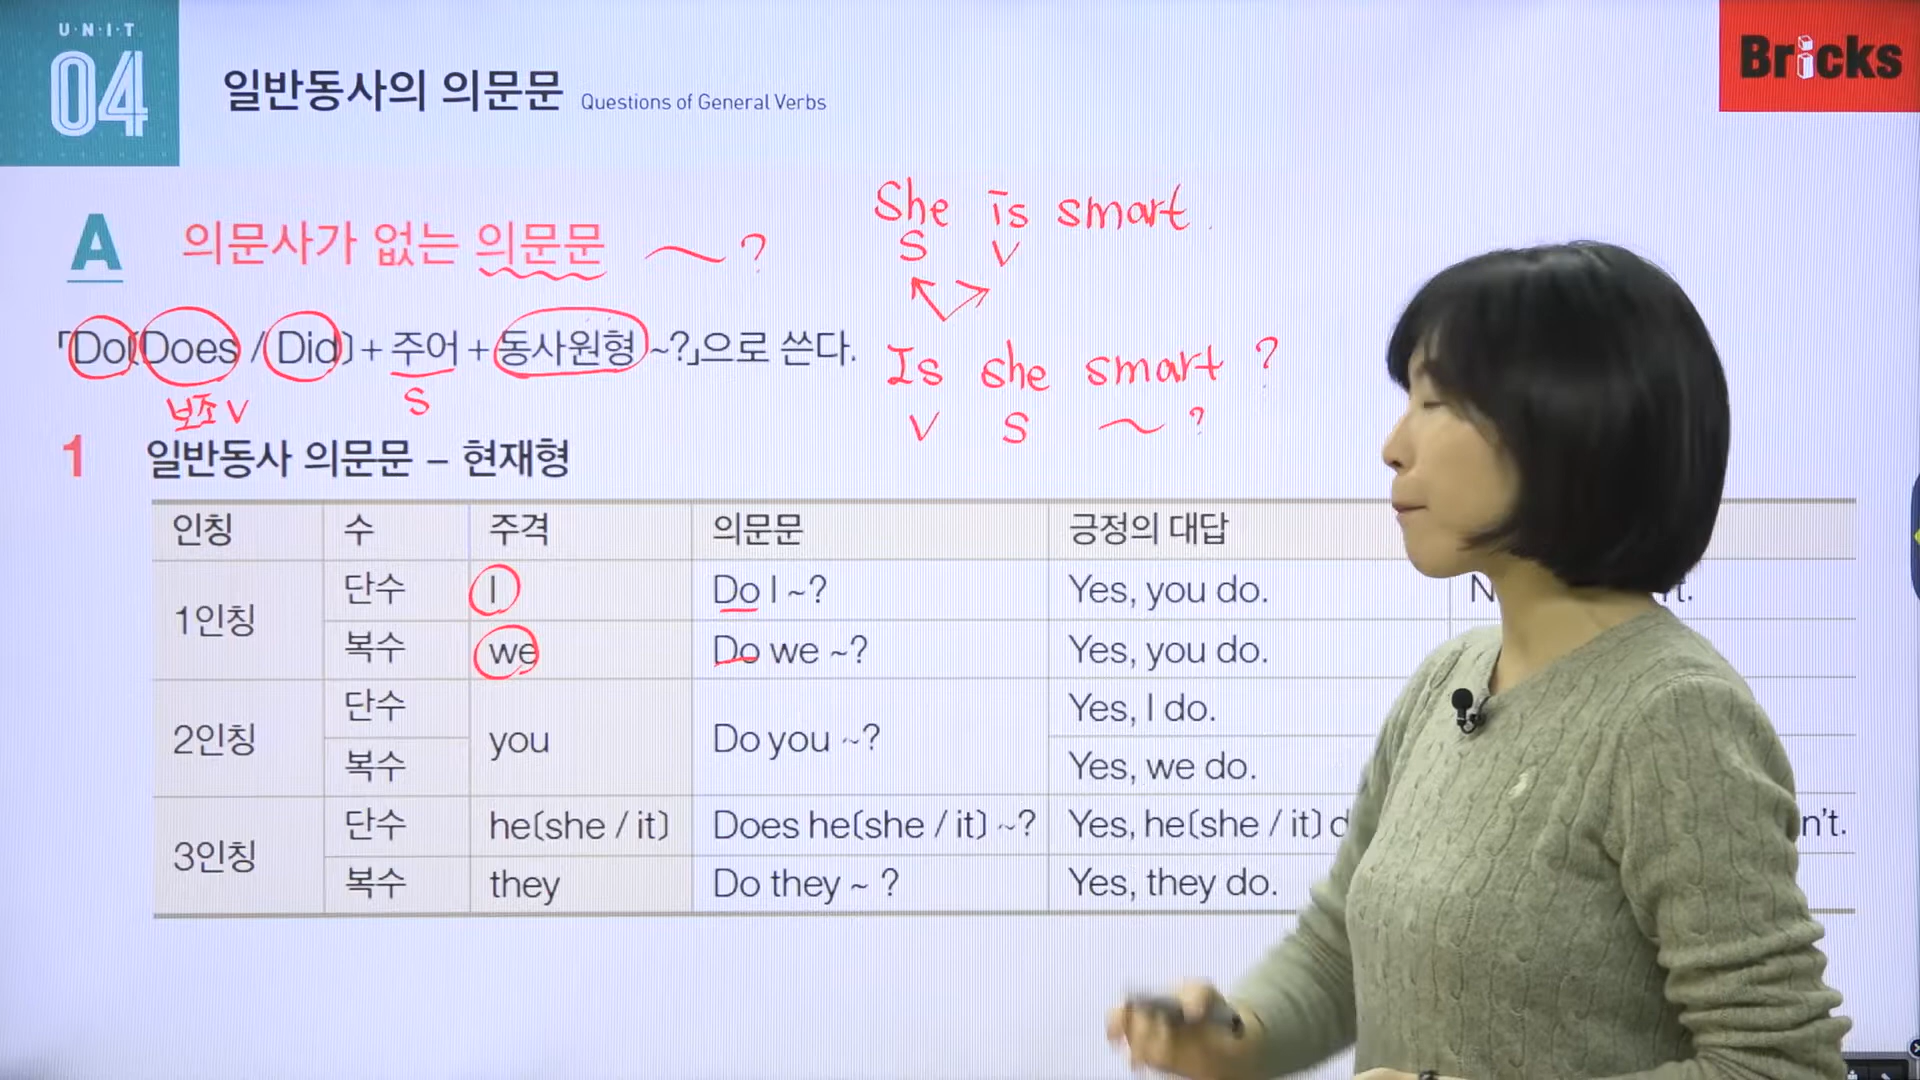 U·N·I·T
04
일반동사의 의문문 Questions of General Verbs
Bricks
A 의문사가 없는 의문문 ~ ?
She is smart.
S V
「Do(Does / Did) + 주어 + 동사원형 ~?」으로 쓴다.
보조V S
Is she smart ?
V S ~ ?
1 일반동사 의문문 – 현재형
인칭 수 주격 의문문 긍정의 대답
1인칭 단수 I Do I ~? Yes, you do.
복수 we Do we ~? Yes, you do.
2인칭 단수 you Do you ~? Yes, I do.
복수 Yes, we do.
3인칭 단수 he(she / it) Does he(she / it) ~? Yes, he(she / it)
복수 they Do they ~ ? Yes, they do.